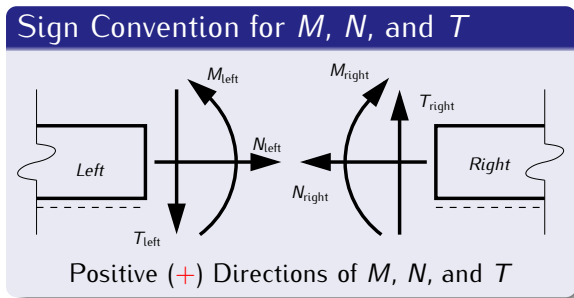 Sign Convention for M, N, and T
M_left M_right
T_right
N_left
Left Right
N_right
T_left
Positive (+) Directions of M, N, and T